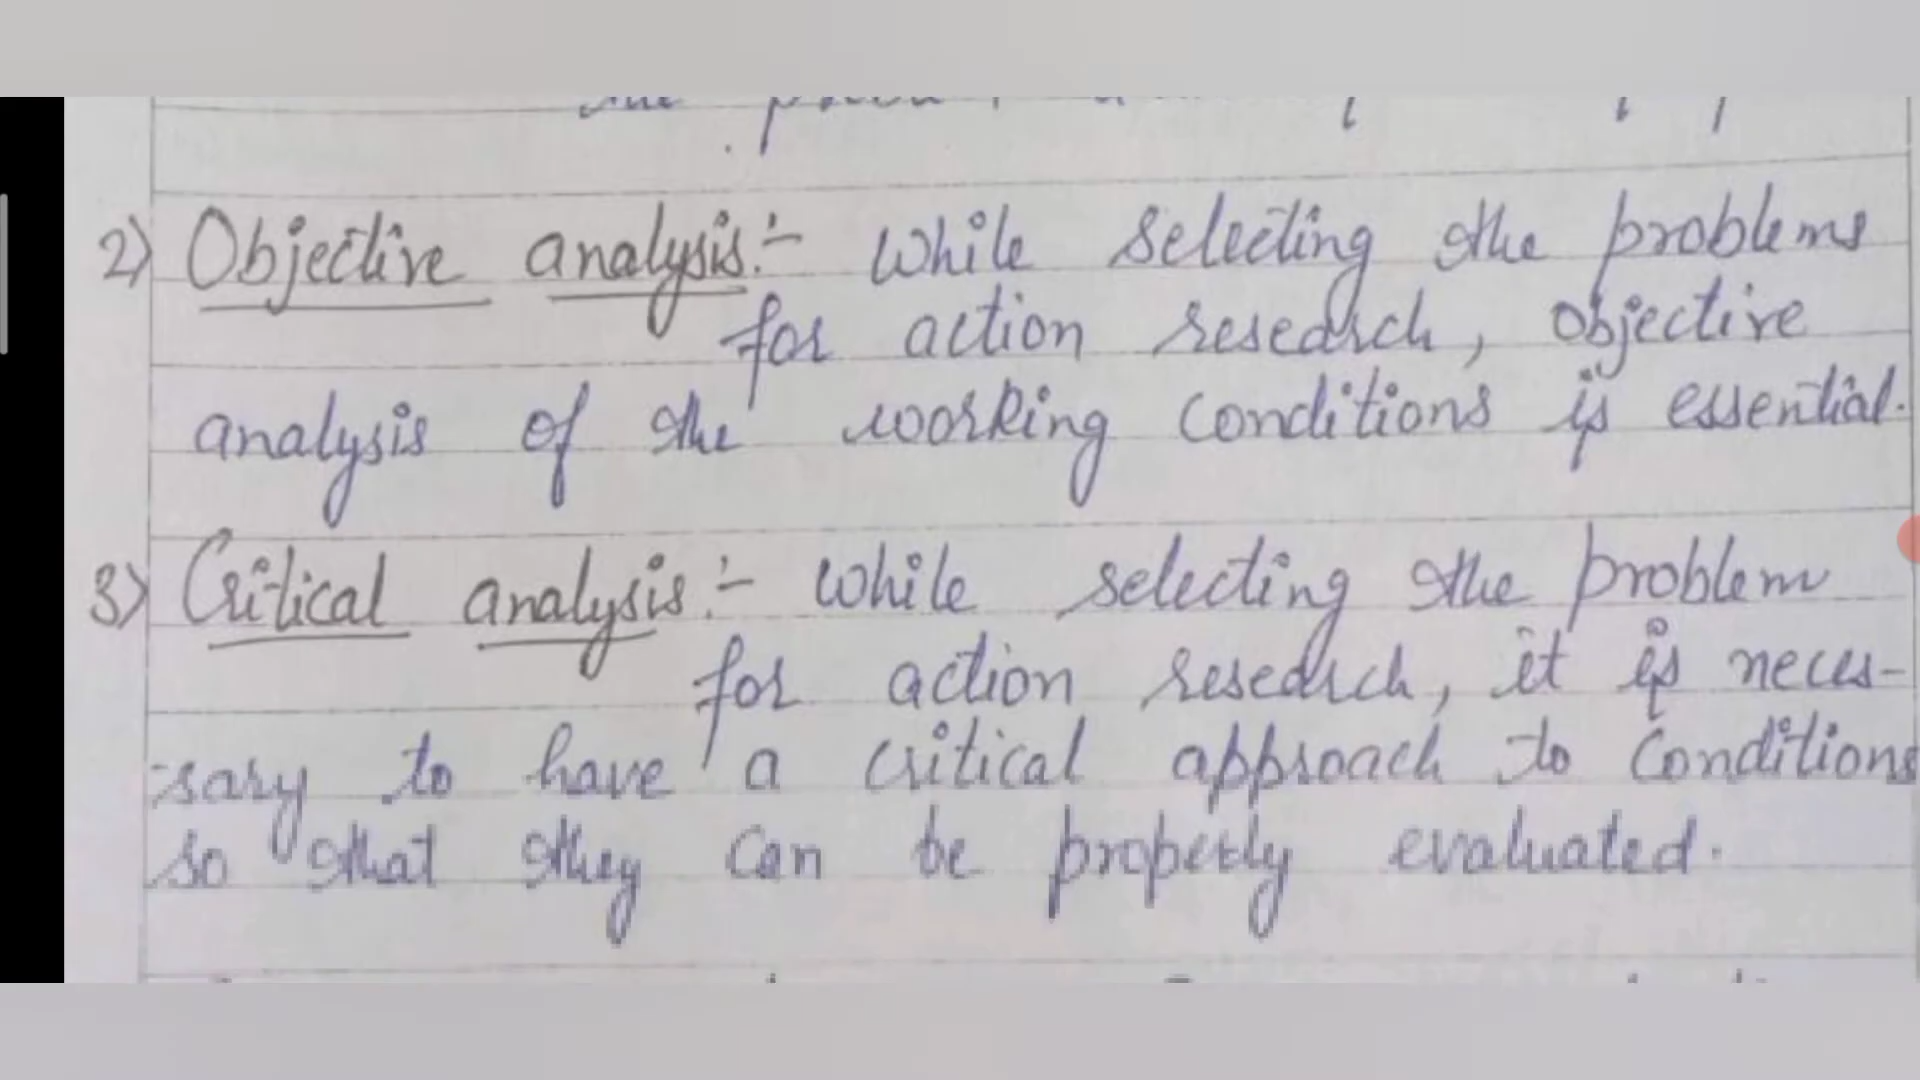 2) Objective analysis:- While selecting the problems
for action research, objective
analysis of the working conditions is essential.
3) Critical analysis:- While selecting the problem
for action research, it is neces-
-sary to have a critical approach to conditions
so that they can be properly evaluated.